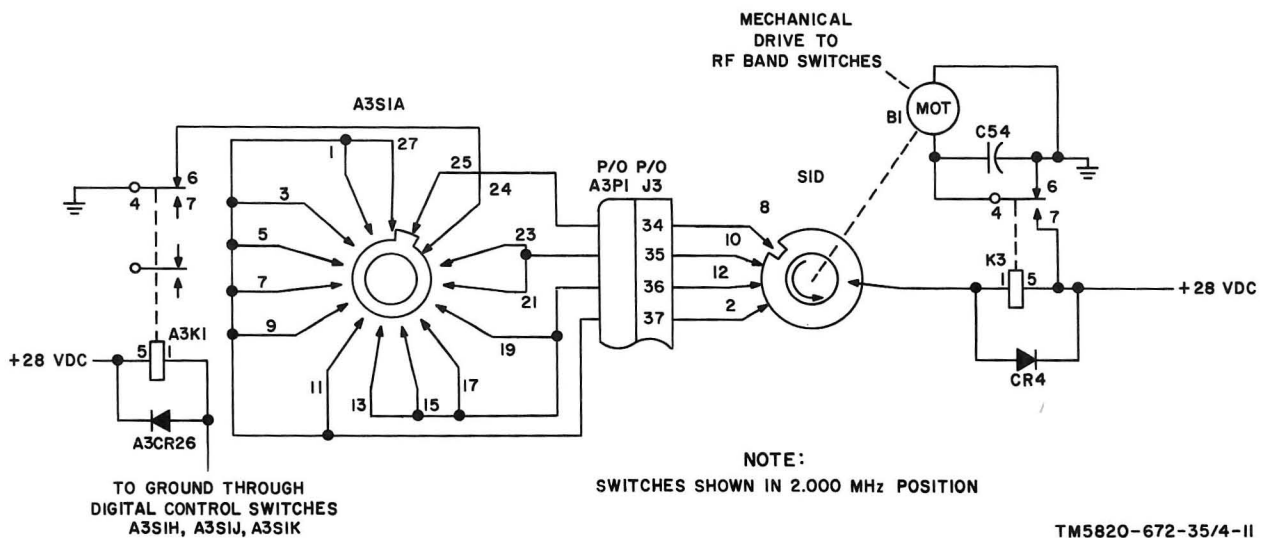 MECHANICAL
DRIVE TO
RF BAND SWITCHES
A3S1A
B1
MOT
C54
1
27
25
24
P/O P/O
A3P1 J3
S1D
6
4
7
6
4
7
3
5
7
9
11
13
15
17
19
21
23
34
35
36
37
8
10
12
2
K3
1
5
+28 VDC
CR4
A3K1
+28 VDC
5
1
A3CR26
TO GROUND THROUGH
DIGITAL CONTROL SWITCHES
A3S1H, A3S1J, A3S1K
NOTE:
SWITCHES SHOWN IN 2.000 MHz POSITION
TM5820-672-35/4-11